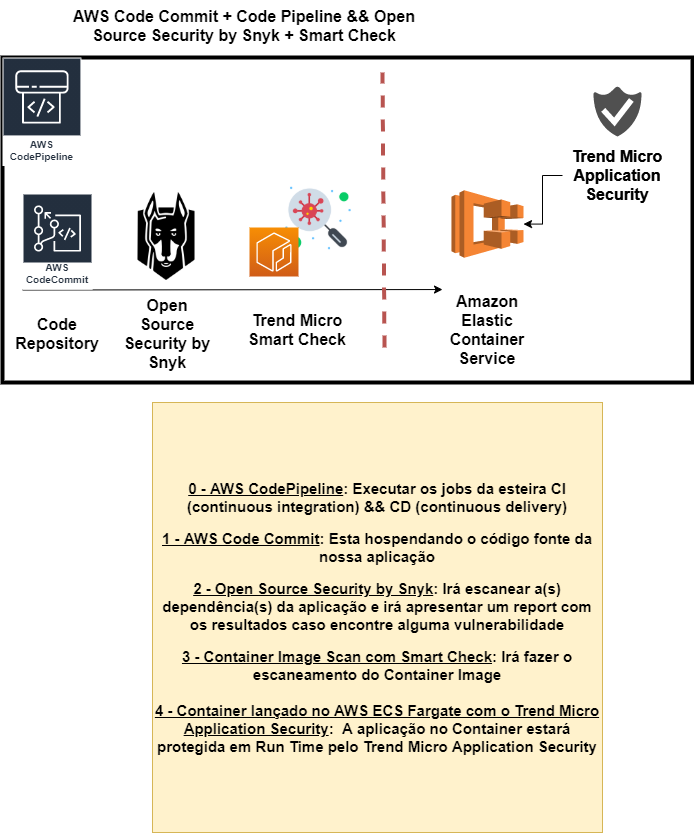 AWS Code Commit + Code Pipeline && Open
Source Security by Snyk + Smart Check
AWS
CodePipeline
Trend Micro
Application
Security
AWS
CodeCommit
Code
Repository
Open
Source
Security by
Snyk
Trend Micro
Smart Check
Amazon
Elastic
Container
Service
0 - AWS CodePipeline: Executar os jobs da esteira CI
(continuous integration) && CD (continuous delivery)
1 - AWS Code Commit: Esta hospendando o código fonte da
nossa aplicação
2 - Open Source Security by Snyk: Irá escanear a(s)
dependência(s) da aplicação e irá apresentar um report com
os resultados caso encontre alguma vulnerabilidade
3 - Container Image Scan com Smart Check: Irá fazer o
escaneamento do Container Image
4 - Container lançado no AWS ECS Fargate com o Trend Micro
Application Security:  A aplicação no Container estará
protegida em Run Time pelo Trend Micro Application Security